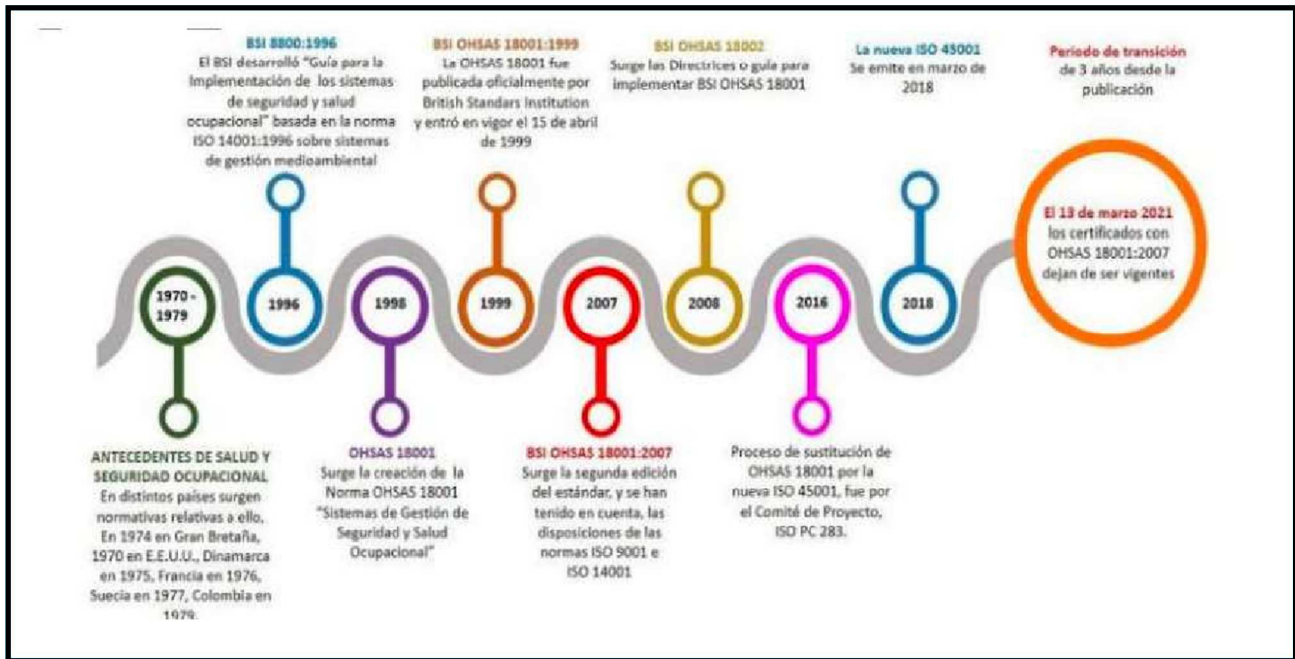 BSI 8800:1996
El BSI desarrolló "Guía para la
Implementación de los sistemas
de seguridad y salud
ocupacional" basada en la norma
ISO 14001:1996 sobre sistemas
de gestión medioambiental
BSI OHSAS 18001:1999
La OHSAS 18001 fue
publicada oficialmente por
British Standars Institution
y entró en vigor el 15 de abril
de 1999
BSI OHSAS 18002
Surge las Directrices o guía para
implementar BSI OHSAS 18001
La nueva ISO 45001
Se emite en marzo de
2018
Periodo de transición
de 3 años desde la
publicación
El 13 de marzo 2021
los certificados con
OHSAS 18001:2007
dejan de ser vigentes
1970 -
1979
1996
1998
1999
2007
2008
2016
2018
ANTECEDENTES DE SALUD Y
SEGURIDAD OCUPACIONAL
En distintos países surgen
normativas relativas a ello,
En 1974 en Gran Bretaña,
1970 en E.E.U.U., Dinamarca
en 1975, Francia en 1976,
Suecia en 1977, Colombia en
1979.
OHSAS 18001
Surge la creación de la
Norma OHSAS 18001
"Sistemas de Gestión de
Seguridad y Salud
Ocupacional"
BSI OHSAS 18001:2007
Surge la segunda edición
del estándar, y se han
tenido en cuenta, las
disposiciones de las
normas ISO 9001 e
ISO 14001
Proceso de sustitución de
OHSAS 18001 por la
nueva ISO 45001, fue por
el Comité de Proyecto,
ISO PC 283.